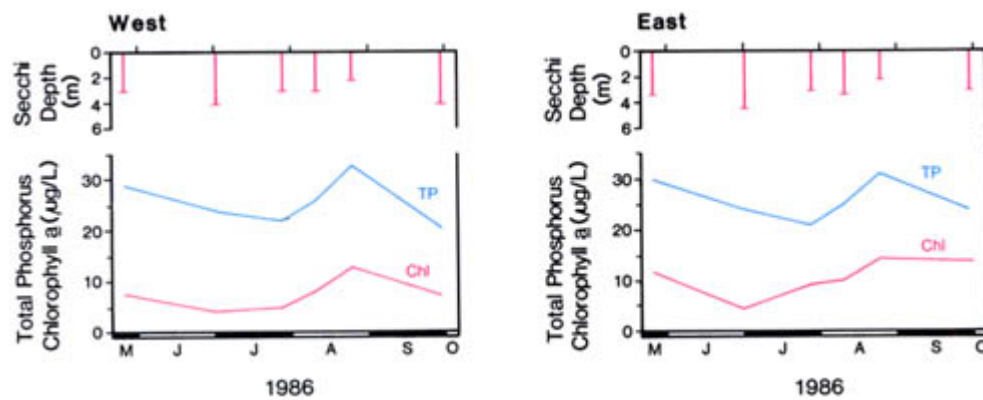 West
0
2
4
6
Secchi
Depth
(m)
30
20
10
0
Total Phosphorus
Chlorophyll a (µg/L)
TP
Chl
M J J A S O
1986
East
0
2
4
6
Secchi
Depth
(m)
30
20
10
0
Total Phosphorus
Chlorophyll a (µg/L)
TP
Chl
M J J A S O
1986